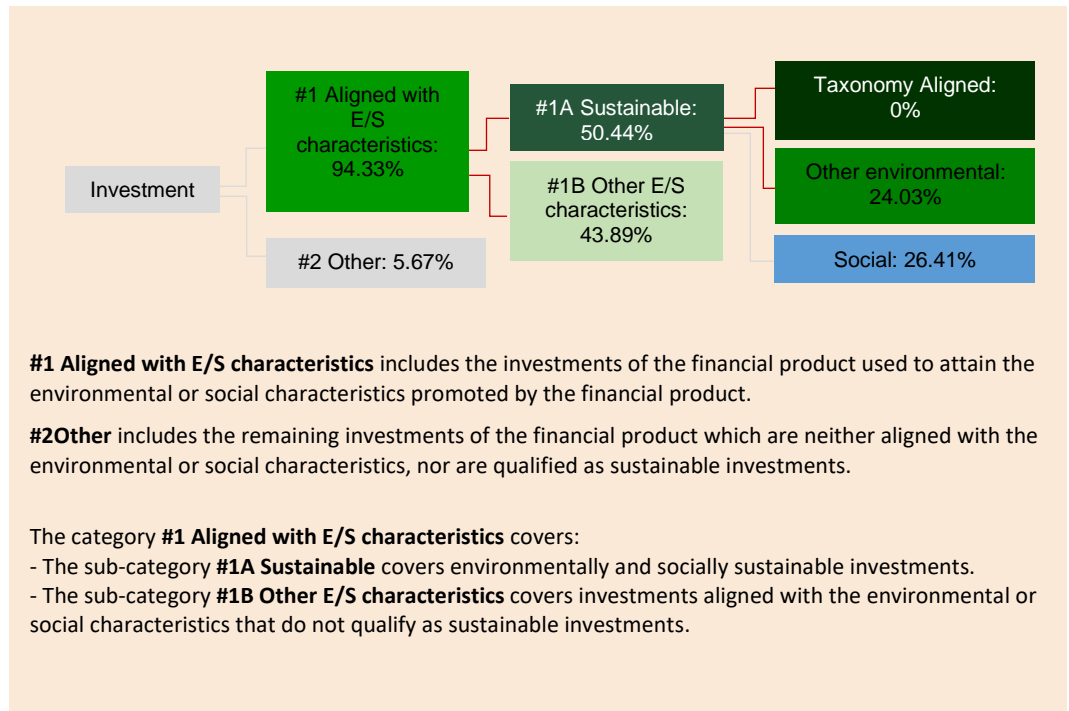 Investment
#1 Aligned with
E/S
characteristics:
94.33%
#2 Other: 5.67%
#1A Sustainable:
50.44%
#1B Other E/S
characteristics:
43.89%
Taxonomy Aligned:
0%
Other environmental:
24.03%
Social: 26.41%
#1 Aligned with E/S characteristics includes the investments of the financial product used to attain the
environmental or social characteristics promoted by the financial product.
#2Other includes the remaining investments of the financial product which are neither aligned with the
environmental or social characteristics, nor are qualified as sustainable investments.
The category #1 Aligned with E/S characteristics covers:
- The sub-category #1A Sustainable covers environmentally and socially sustainable investments.
- The sub-category #1B Other E/S characteristics covers investments aligned with the environmental or
social characteristics that do not qualify as sustainable investments.